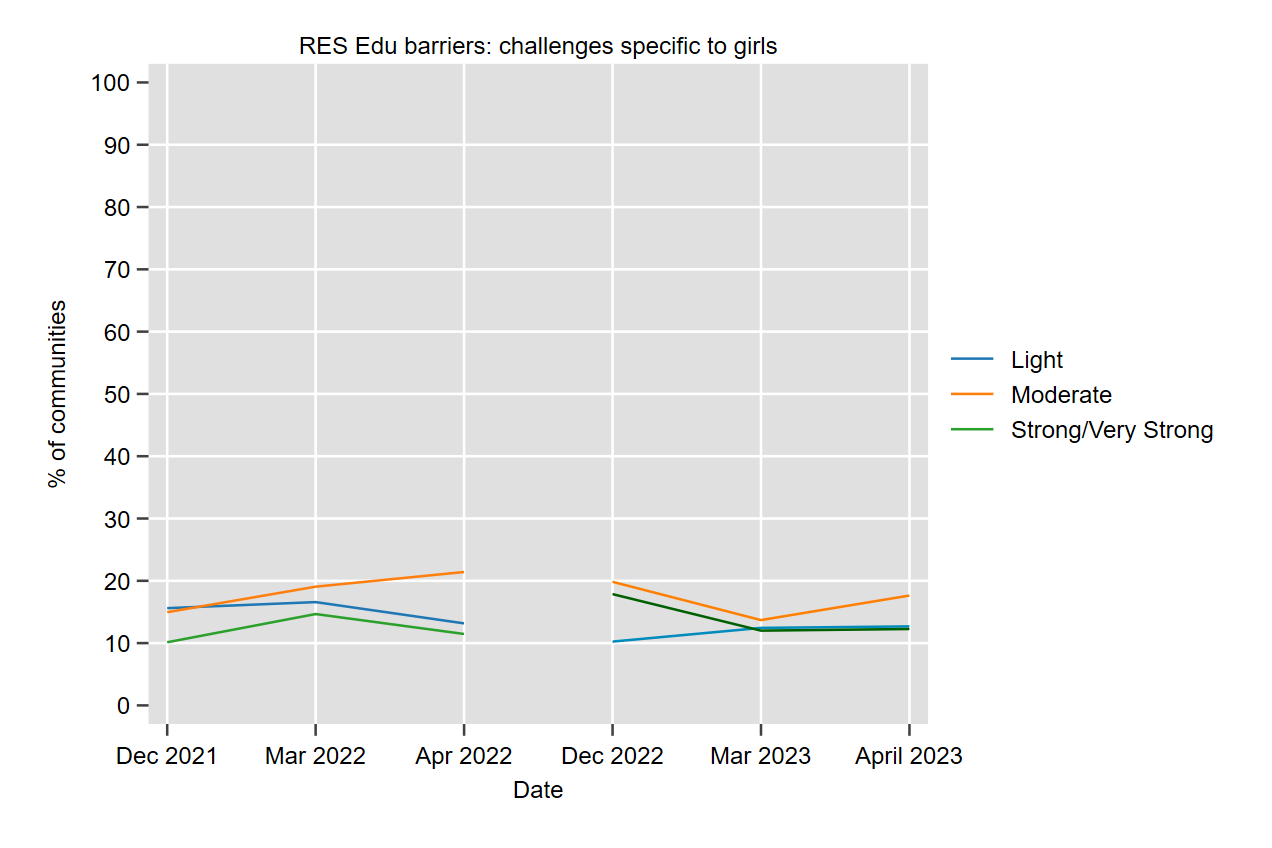 RES Edu barriers: challenges specific to girls
100
90
80
70
60
50
40
30
20
10
0
% of communities
Dec 2021 Mar 2022 Apr 2022 Dec 2022 Mar 2023 April 2023
Date
Light
Moderate
Strong/Very Strong